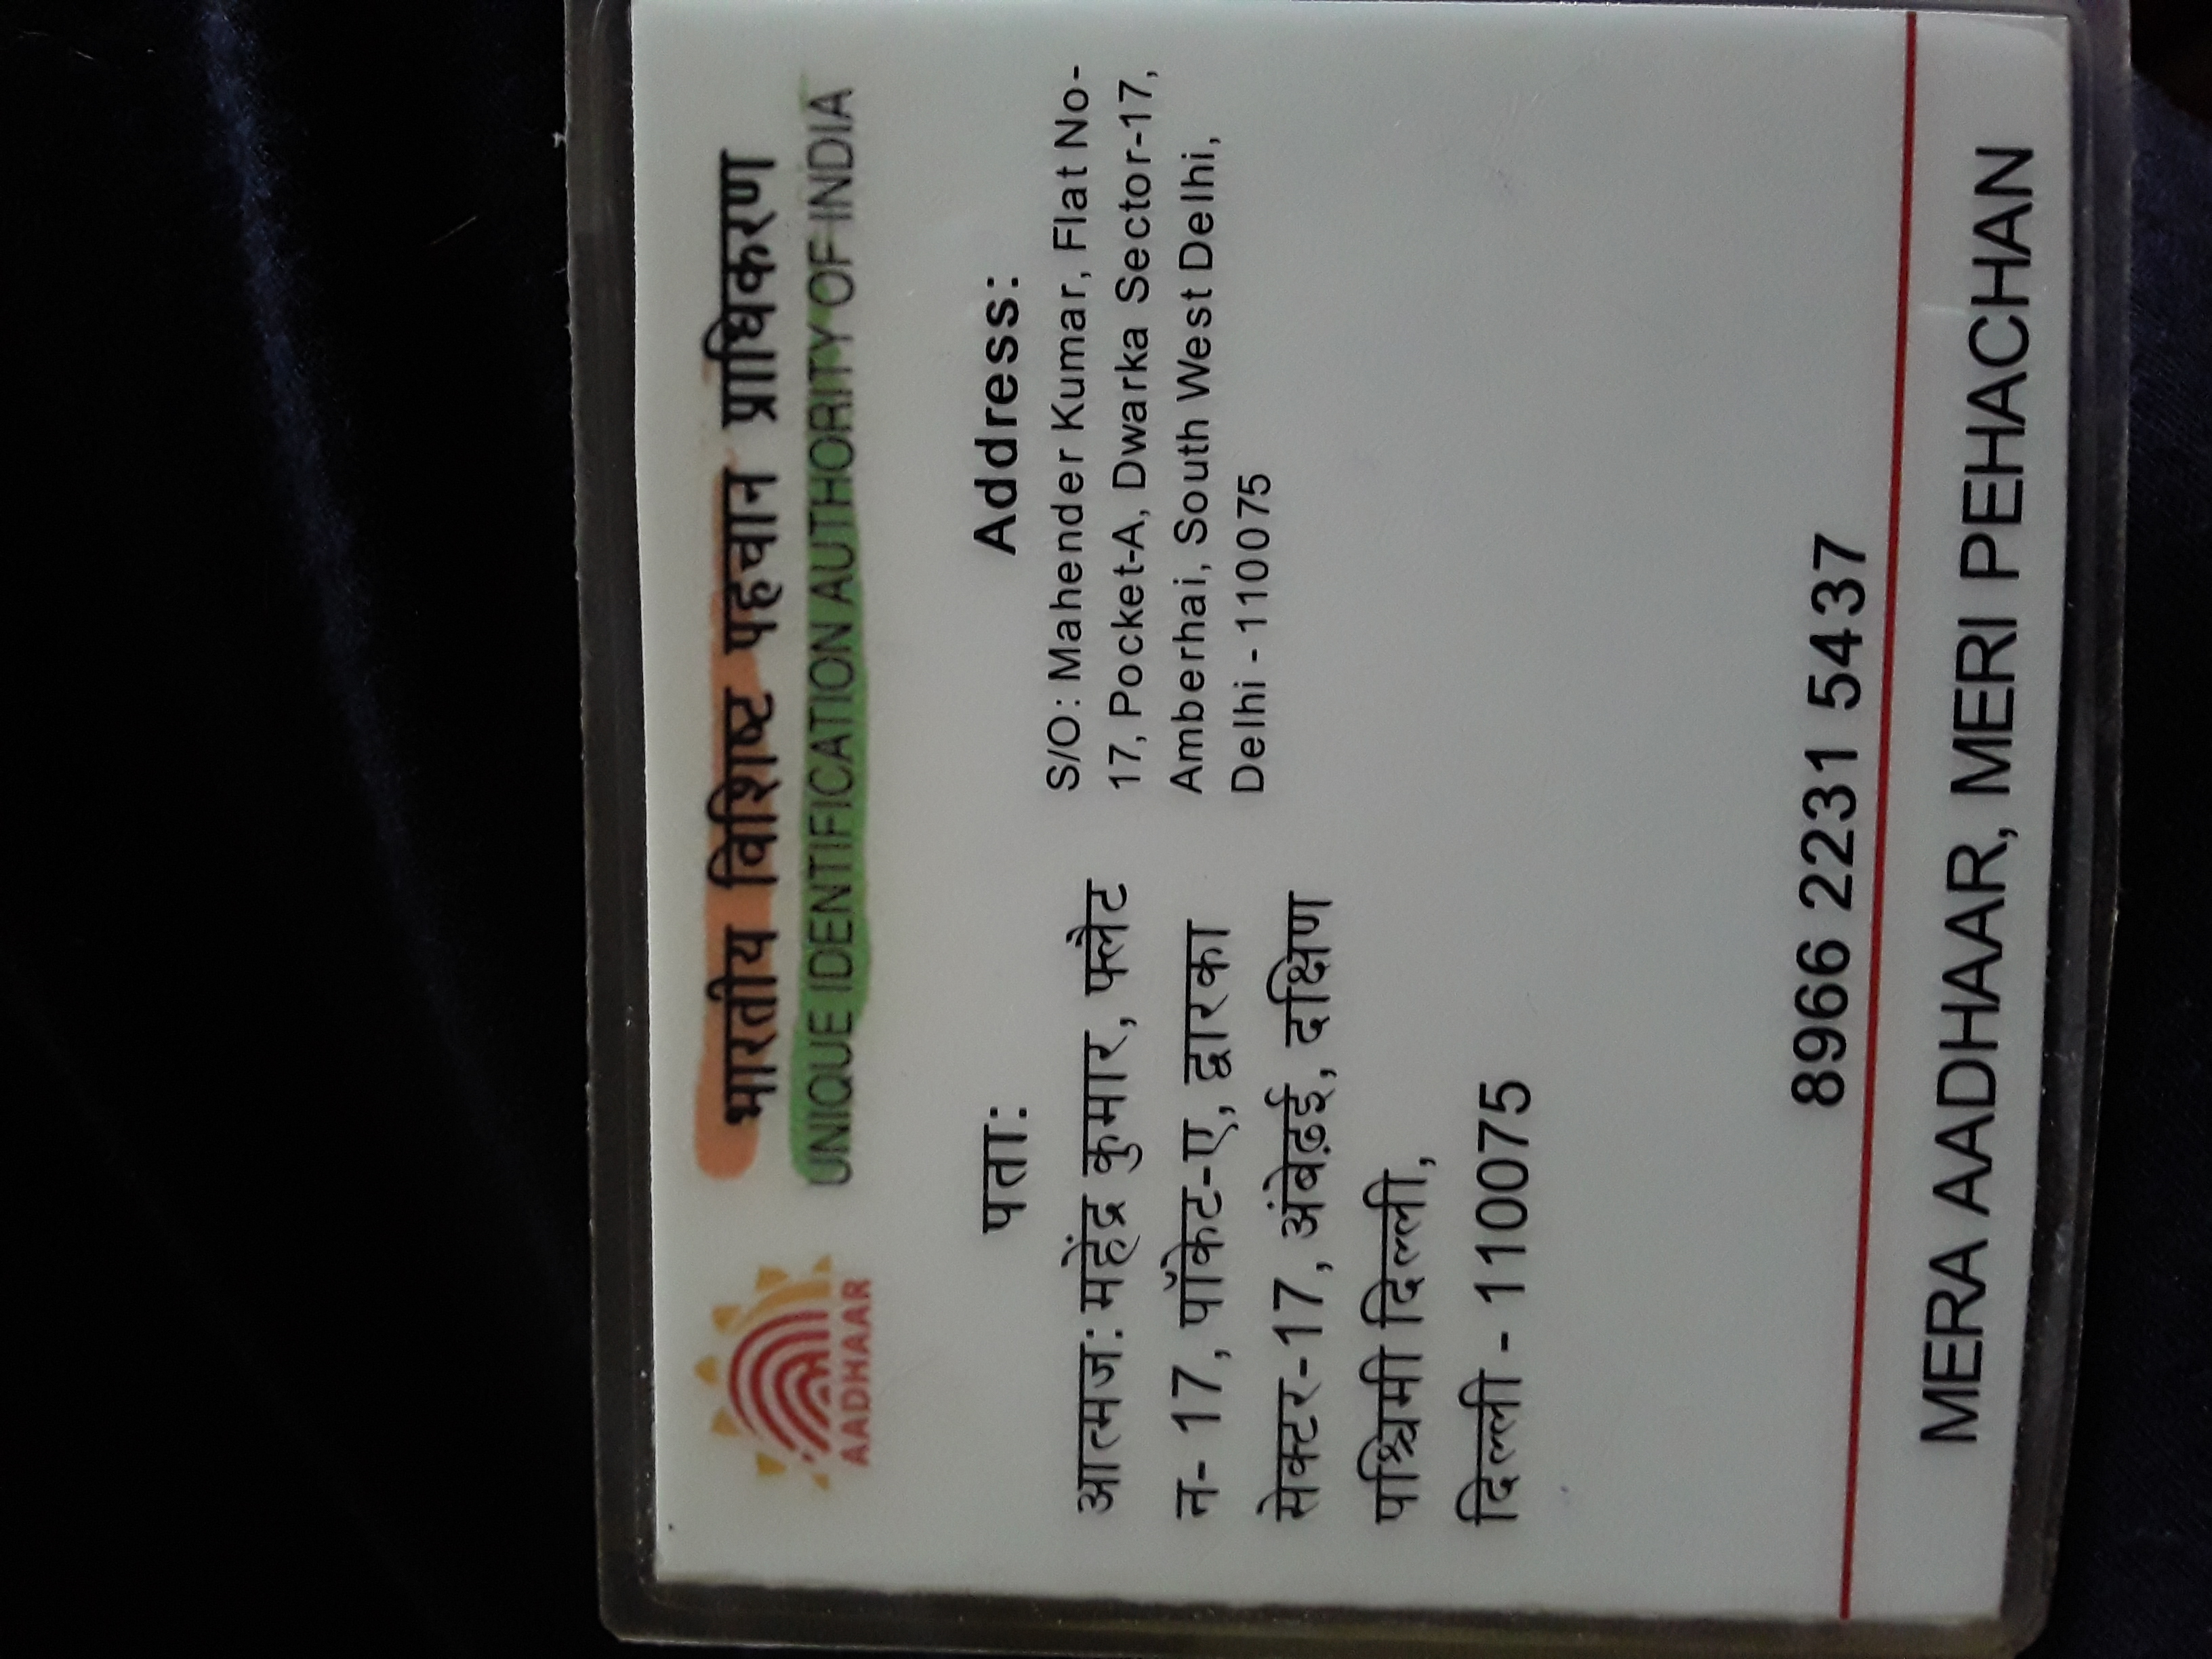 भारतीय विशिष्ट पहचान प्राधिकरण
UNIQUE IDENTIFICATION AUTHORITY OF INDIA
AADHAAR
पता:
आत्मज: महेंद्र कुमार, फ्लैट
न- 17, पॉकेट-ए, द्वारका
सेक्टर-17, अंबेढ़ई, दक्षिण
पश्चिमी दिल्ली,
दिल्ली - 110075
Address:
S/O: Mahender Kumar, Flat No-
17, Pocket-A, Dwarka Sector-17,
Amberhai, South West Delhi,
Delhi - 110075
8966 2231 5437
MERA AADHAAR, MERI PEHACHAN